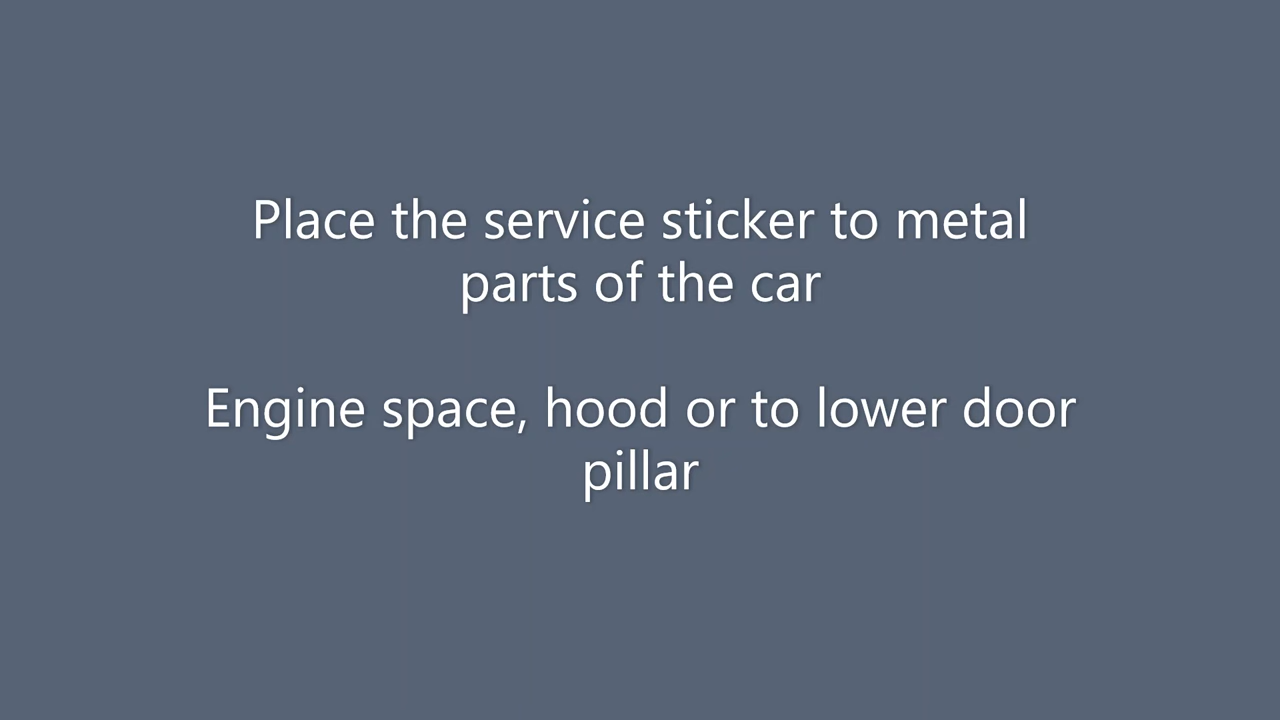 Place the service sticker to metal
parts of the car
Engine space, hood or to lower door
pillar